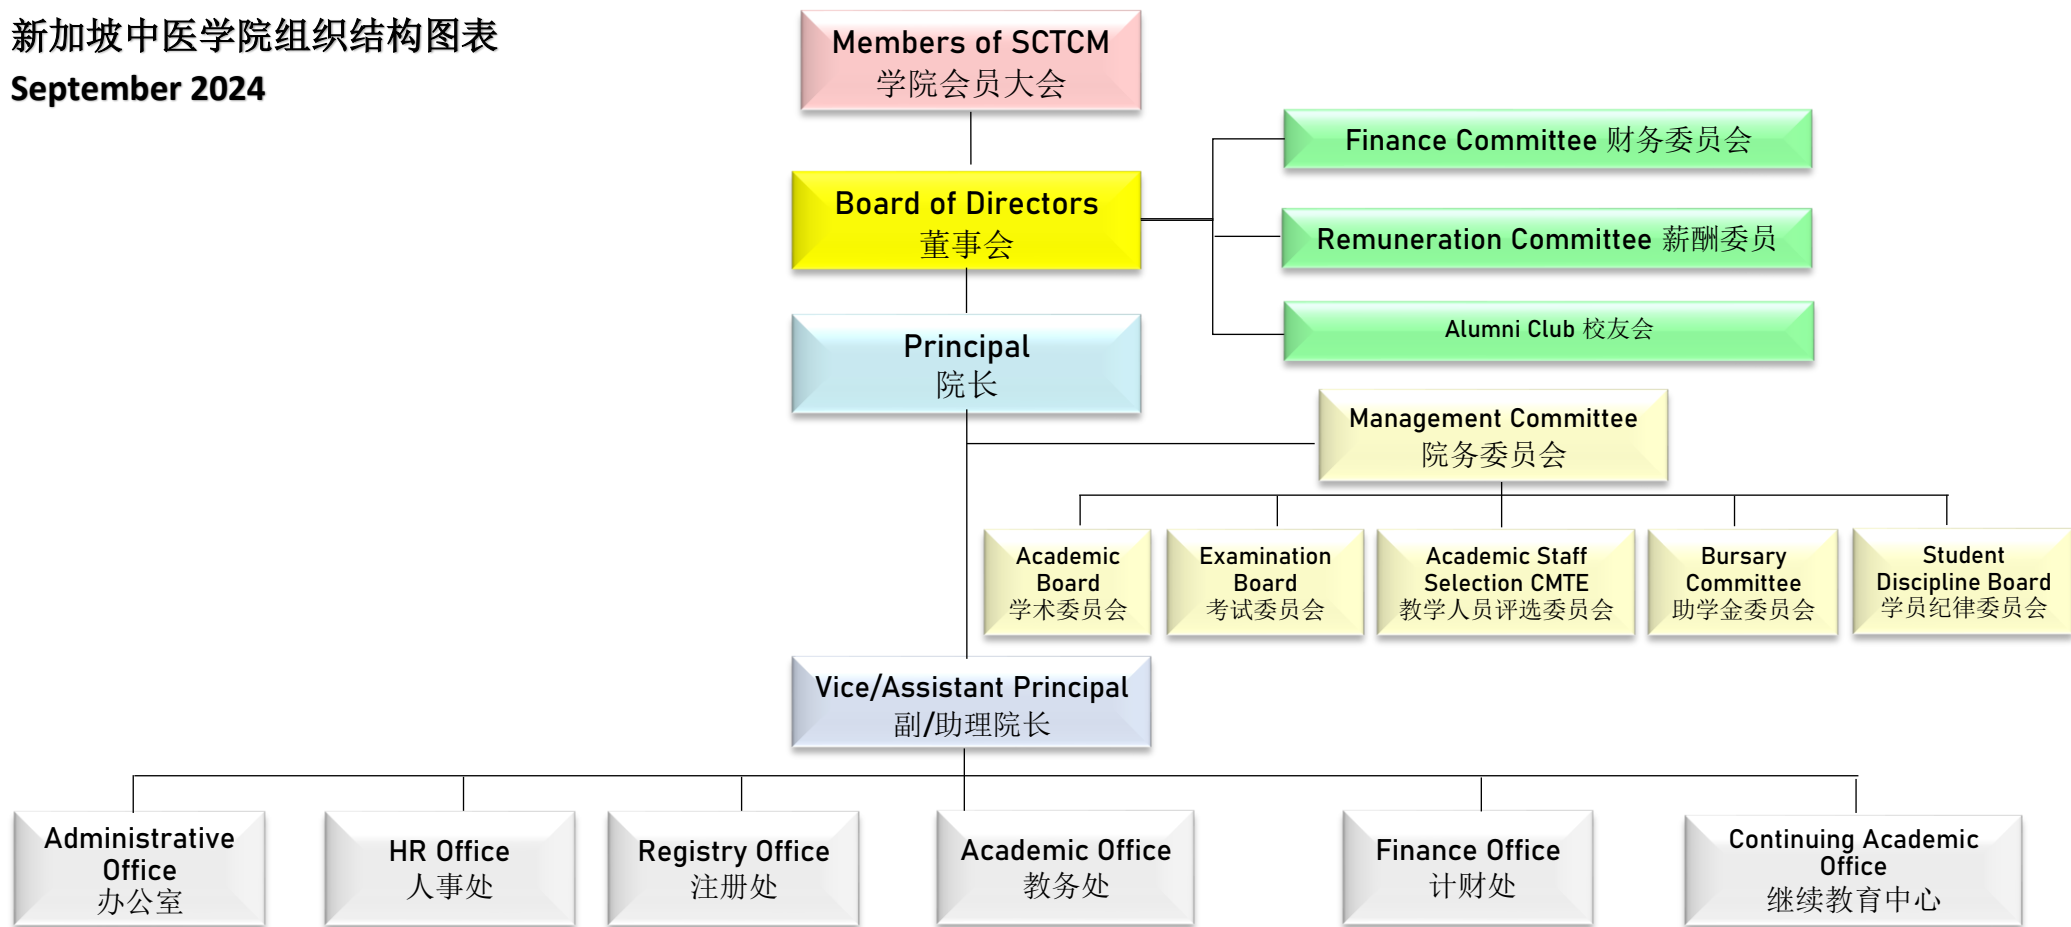 新加坡中医学院组织结构图表
September 2024
Members of SCTCM
学院会员大会
Finance Committee 财务委员会
Board of Directors
董事会
Remuneration Committee 薪酬委员
Alumni Club 校友会
Principal
院长
Management Committee
院务委员会
Academic
Board
学术委员会
Examination
Board
考试委员会
Academic Staff
Selection CMTE
教学人员评选委员会
Bursary
Committee
助学金委员会
Student
Discipline Board
学员纪律委员会
Vice/Assistant Principal
副/助理院长
Administrative
Office
办公室
HR Office
人事处
Registry Office
注册处
Academic Office
教务处
Finance Office
计财处
Continuing Academic
Office
继续教育中心